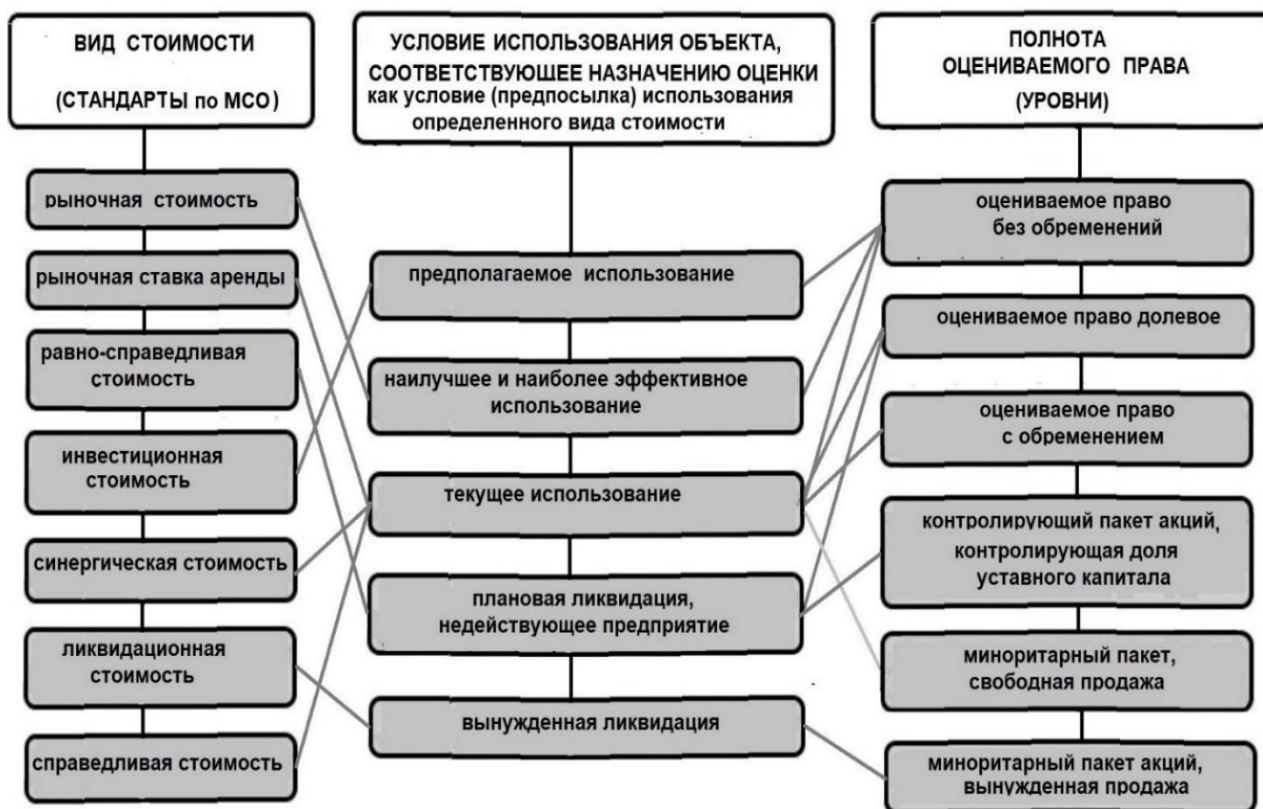 ВИД СТОИМОСТИ
(СТАНДАРТЫ по МСО)
рыночная стоимость
рыночная ставка аренды
равно-справедливая
стоимость
инвестиционная
стоимость
синергическая стоимость
ликвидационная
стоимость
справедливая стоимость
УСЛОВИЕ ИСПОЛЬЗОВАНИЯ ОБЪЕКТА,
СООТВЕТСТВУЮЩЕЕ НАЗНАЧЕНИЮ ОЦЕНКИ
как условие (предпосылка) использования
определенного вида стоимости
предполагаемое использование
наилучшее и наиболее эффективное
использование
текущее использование
плановая ликвидация,
недействующее предприятие
вынужденная ликвидация
ПОЛНОТА
ОЦЕНИВАЕМОГО ПРАВА
(УРОВНИ)
оцениваемое право
без обременений
оцениваемое право долевое
оцениваемое право
с обременением
контролирующий пакет акций,
контролирующая доля
уставного капитала
миноритарный пакет,
свободная продажа
миноритарный пакет акций,
вынужденная продажа